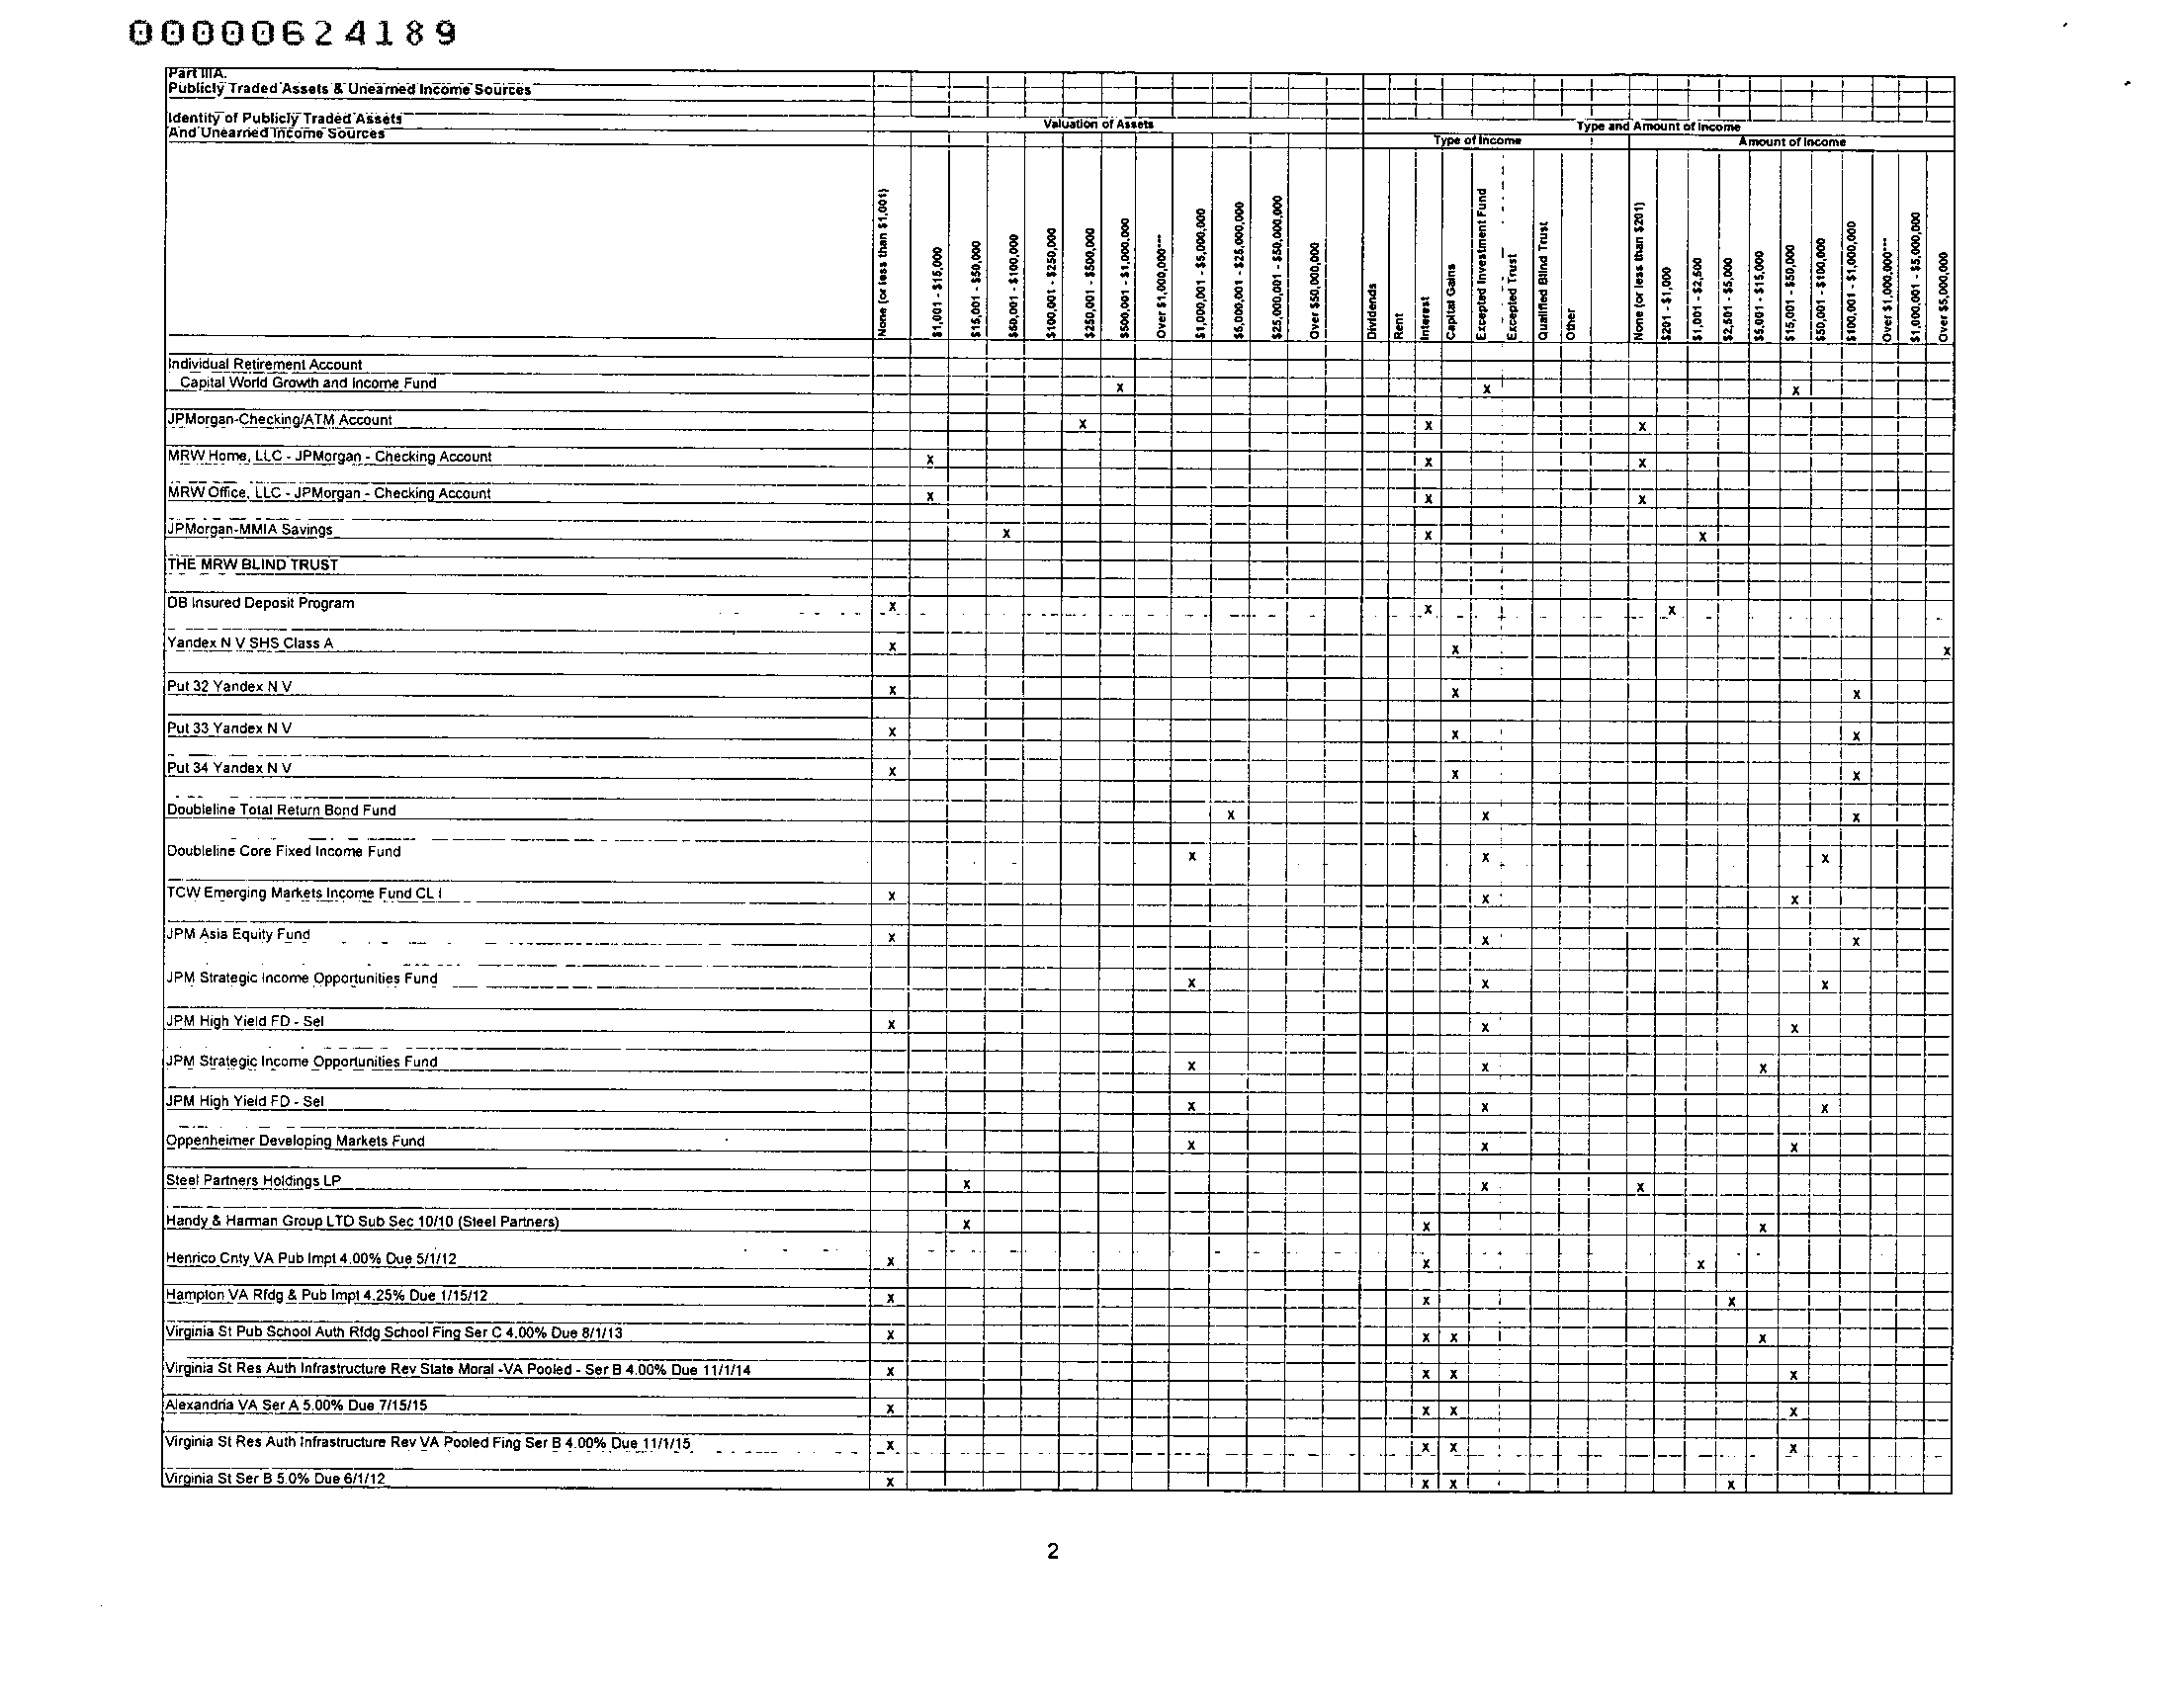 00000624189
Part IIIA.
Publicly Traded Assets & Unearned Income Sources
Identity of Publicly Traded Assets
And Unearned Income Sources
Valuation of Assets
Type and Amount of Income
Type of Income
Amount of Income
None (or less than $1,001)
$1,001 - $15,000
$15,001 - $50,000
$50,001 - $100,000
$100,001 - $250,000
$250,001 - $500,000
$500,001 - $1,000,000
Over $1,000,000***
$1,000,001 - $5,000,000
$5,000,001 - $25,000,000
$25,000,001 - $50,000,000
Over $50,000,000
Dividends
Rent
Interest
Capital Gains
Excepted Investment Fund
Excepted Trust
Qualified Blind Trust
Other
None (or less than $201)
$201 - $1,000
$1,001 - $2,500
$2,501 - $5,000
$5,001 - $15,000
$15,001 - $50,000
$50,001 - $100,000
$100,001 - $1,000,000
Over $1,000,000***
$1,000,001 - $5,000,000
Over $5,000,000
Individual Retirement Account
Capital World Growth and Income Fund x x x
JPMorgan-Checking/ATM Account x x x
MRW Home, LLC - JPMorgan - Checking Account x x x
MRW Office, LLC - JPMorgan - Checking Account x x x
JPMorgan-MMIA Savings x x x
THE MRW BLIND TRUST
DB Insured Deposit Program x x x
Yandex N V SHS Class A x x x
Put 32 Yandex N V x x x
Put 33 Yandex N V x x x
Put 34 Yandex N V x x x
Doubleline Total Return Bond Fund x x x
Doubleline Core Fixed Income Fund x x x
TCW Emerging Markets Income Fund CL I x x x
JPM Asia Equity Fund x x x
JPM Strategic Income Opportunities Fund x x x
JPM High Yield FD - Sel x x x
JPM Strategic Income Opportunities Fund x x x
JPM High Yield FD - Sel x x x
Oppenheimer Developing Markets Fund x x x
Steel Partners Holdings LP x x x
Handy & Harman Group LTD Sub Sec 10/10 (Steel Partners) x x x
Henrico Cnty VA Pub Impt 4.00% Due 5/1/12 x x x
Hampton VA Rfdg & Pub Impt 4.25% Due 1/15/12 x x x
Virginia St Pub School Auth Rfdg School Fing Ser C 4.00% Due 8/1/13 x x x x
Virginia St Res Auth Infrastructure Rev State Moral -VA Pooled - Ser B 4.00% Due 11/1/14 x x x x
Alexandria VA Ser A 5.00% Due 7/15/15 x x x x
Virginia St Res Auth Infrastructure Rev VA Pooled Fing Ser B 4.00% Due 11/1/15 x x x x
Virginia St Ser B 5.0% Due 6/1/12 x x x x
2